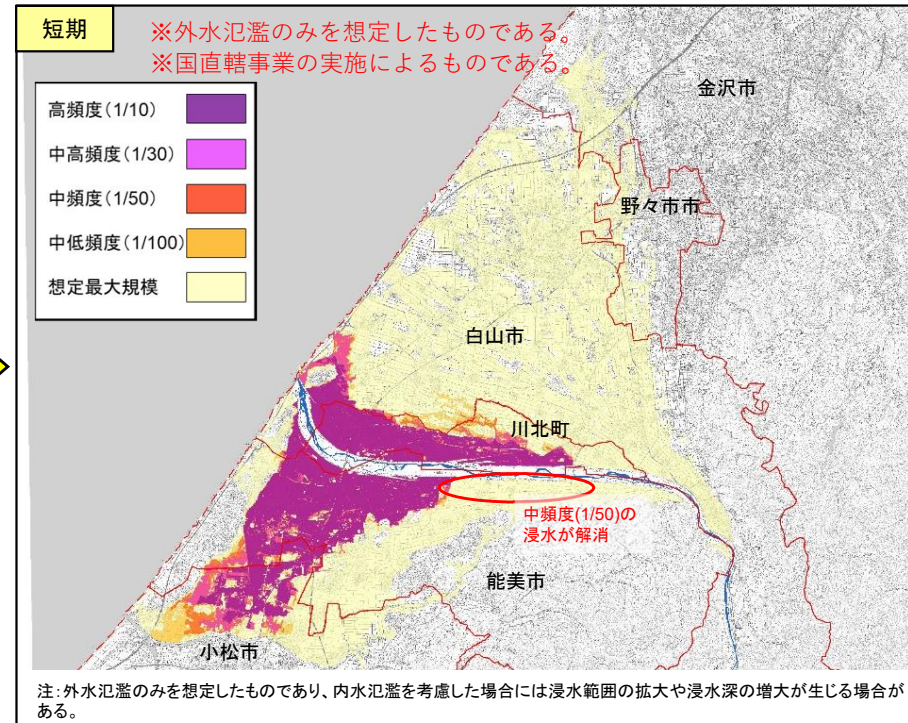 短期
※外水氾濫のみを想定したものである。
※国直轄事業の実施によるものである。
高頻度(1/10)
中高頻度(1/30)
中頻度(1/50)
中低頻度(1/100)
想定最大規模
金沢市
野々市市
白山市
川北町
中頻度(1/50)の
浸水が解消
能美市
小松市
注:外水氾濫のみを想定したものであり、内水氾濫を考慮した場合には浸水範囲の拡大や浸水深の増大が生じる場合が
ある。